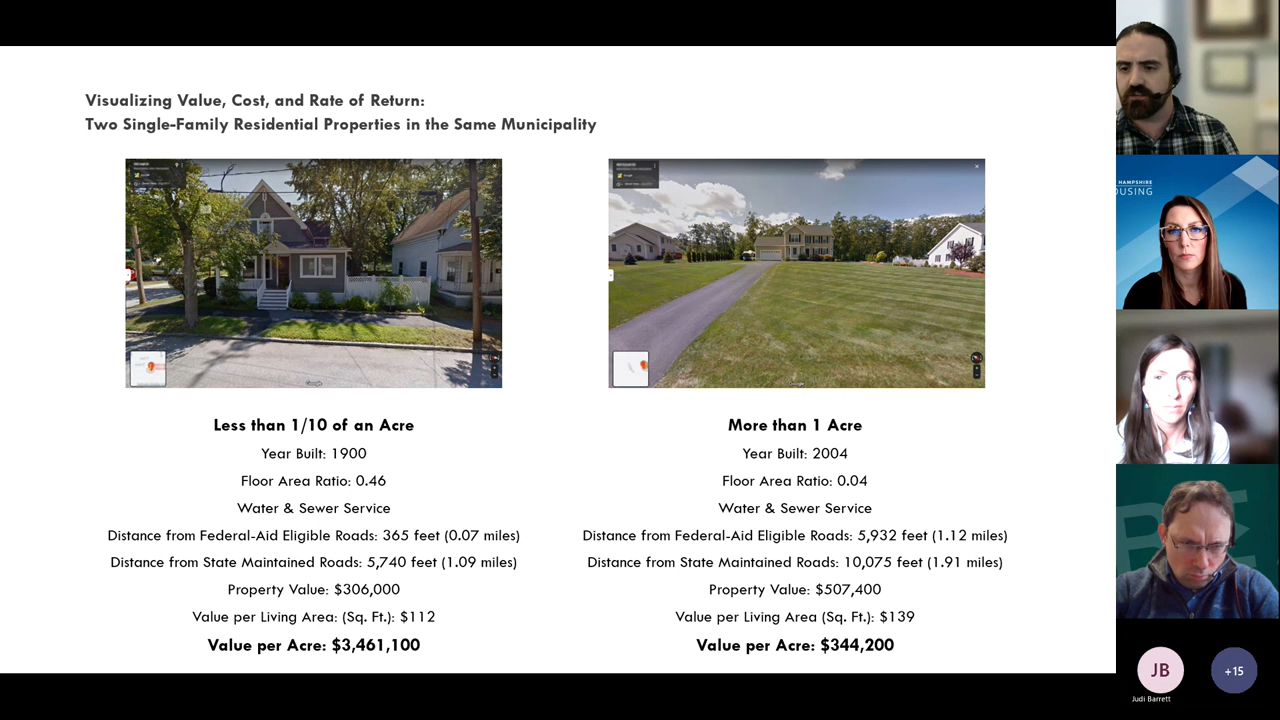 Visualizing Value, Cost, and Rate of Return:
Two Single-Family Residential Properties in the Same Municipality
Google
Google
Less than 1/10 of an Acre
Year Built: 1900
Floor Area Ratio: 0.46
Water & Sewer Service
Distance from Federal-Aid Eligible Roads: 365 feet (0.07 miles)
Distance from State Maintained Roads: 5,740 feet (1.09 miles)
Property Value: $306,000
Value per Living Area: (Sq. Ft.): $112
Value per Acre: $3,461,100
More than 1 Acre
Year Built: 2004
Floor Area Ratio: 0.04
Water & Sewer Service
Distance from Federal-Aid Eligible Roads: 5,932 feet (1.12 miles)
Distance from State Maintained Roads: 10,075 feet (1.91 miles)
Property Value: $507,400
Value per Living Area (Sq. Ft.): $139
Value per Acre: $344,200
HAMPSHIRE
OUSING
JB
Judi Barrett
+15